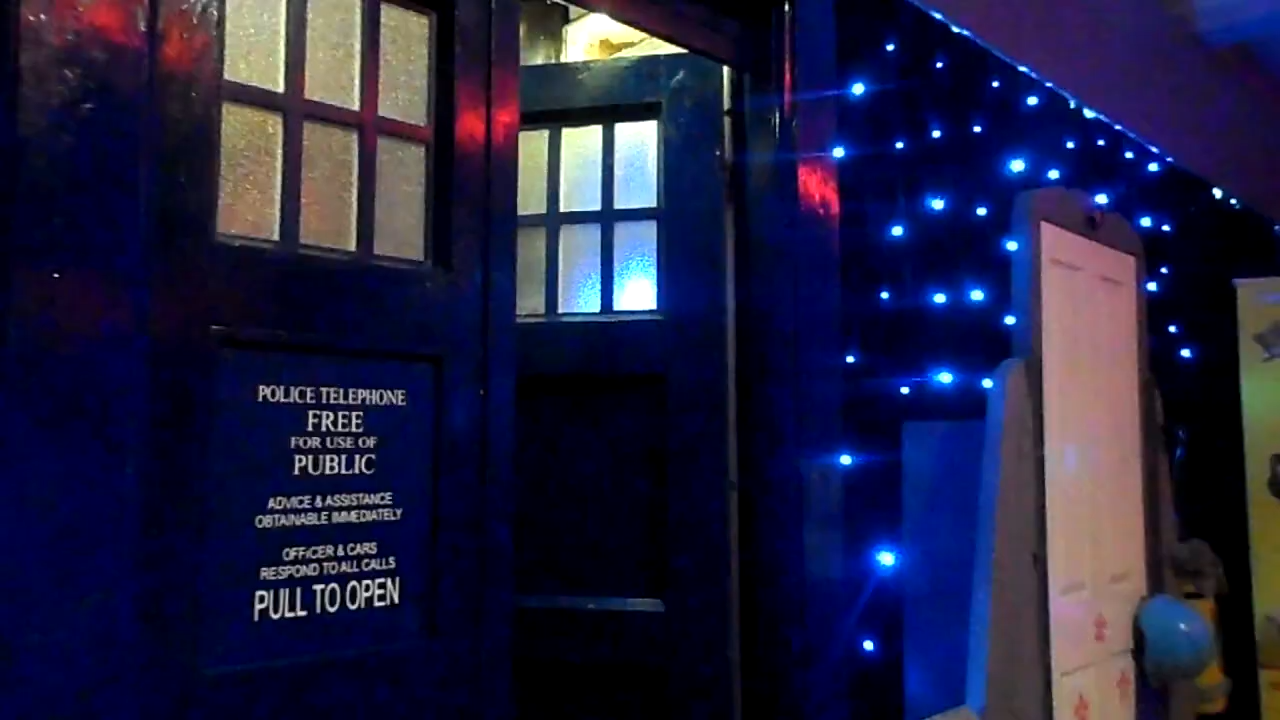 POLICE TELEPHONE
FREE
FOR USE OF
PUBLIC
ADVICE & ASSISTANCE
OBTAINABLE IMMEDIATELY
OFFICER & CARS
RESPOND TO ALL CALLS
PULL TO OPEN